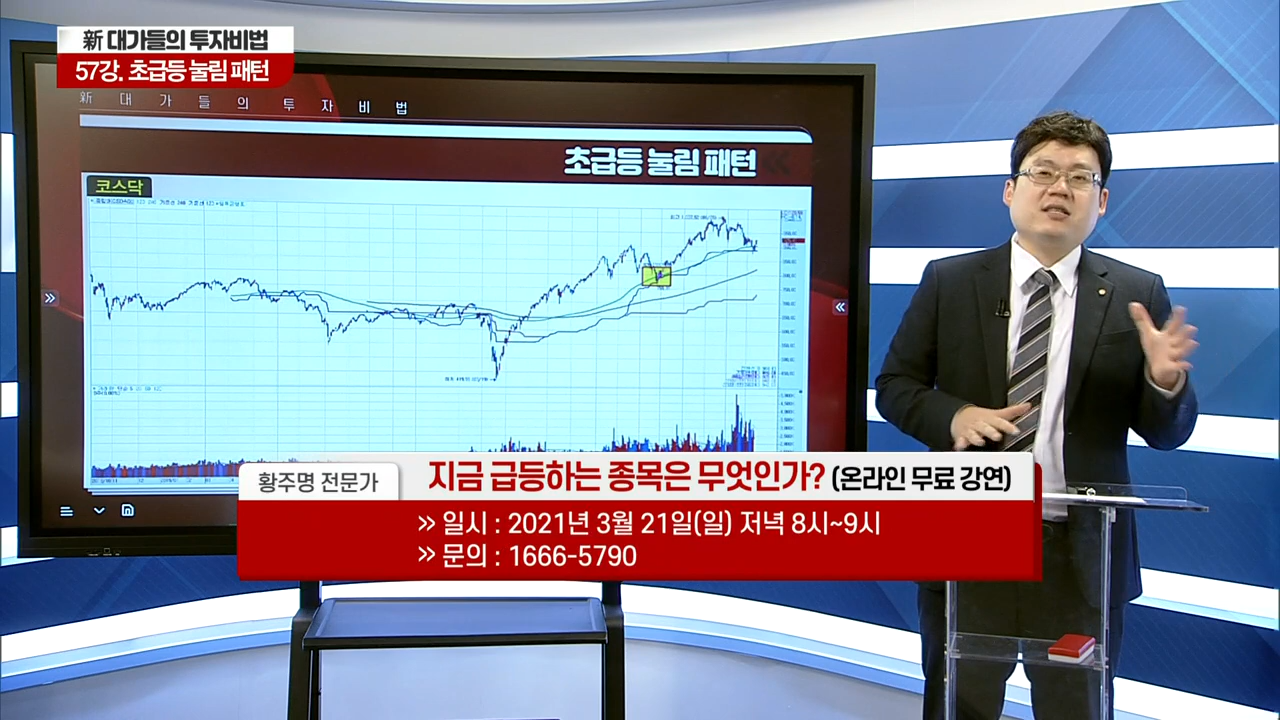 新 대가들의 투자비법
57강. 초급등 눌림 패턴
新 대 가 들 의 투 자 비 법
초급등 눌림 패턴
코스닥
황주명 전문가
지금 급등하는 종목은 무엇인가? (온라인 무료 강연)
» 일시 : 2021년 3월 21일(일) 저녁 8시~9시
» 문의 : 1666-5790